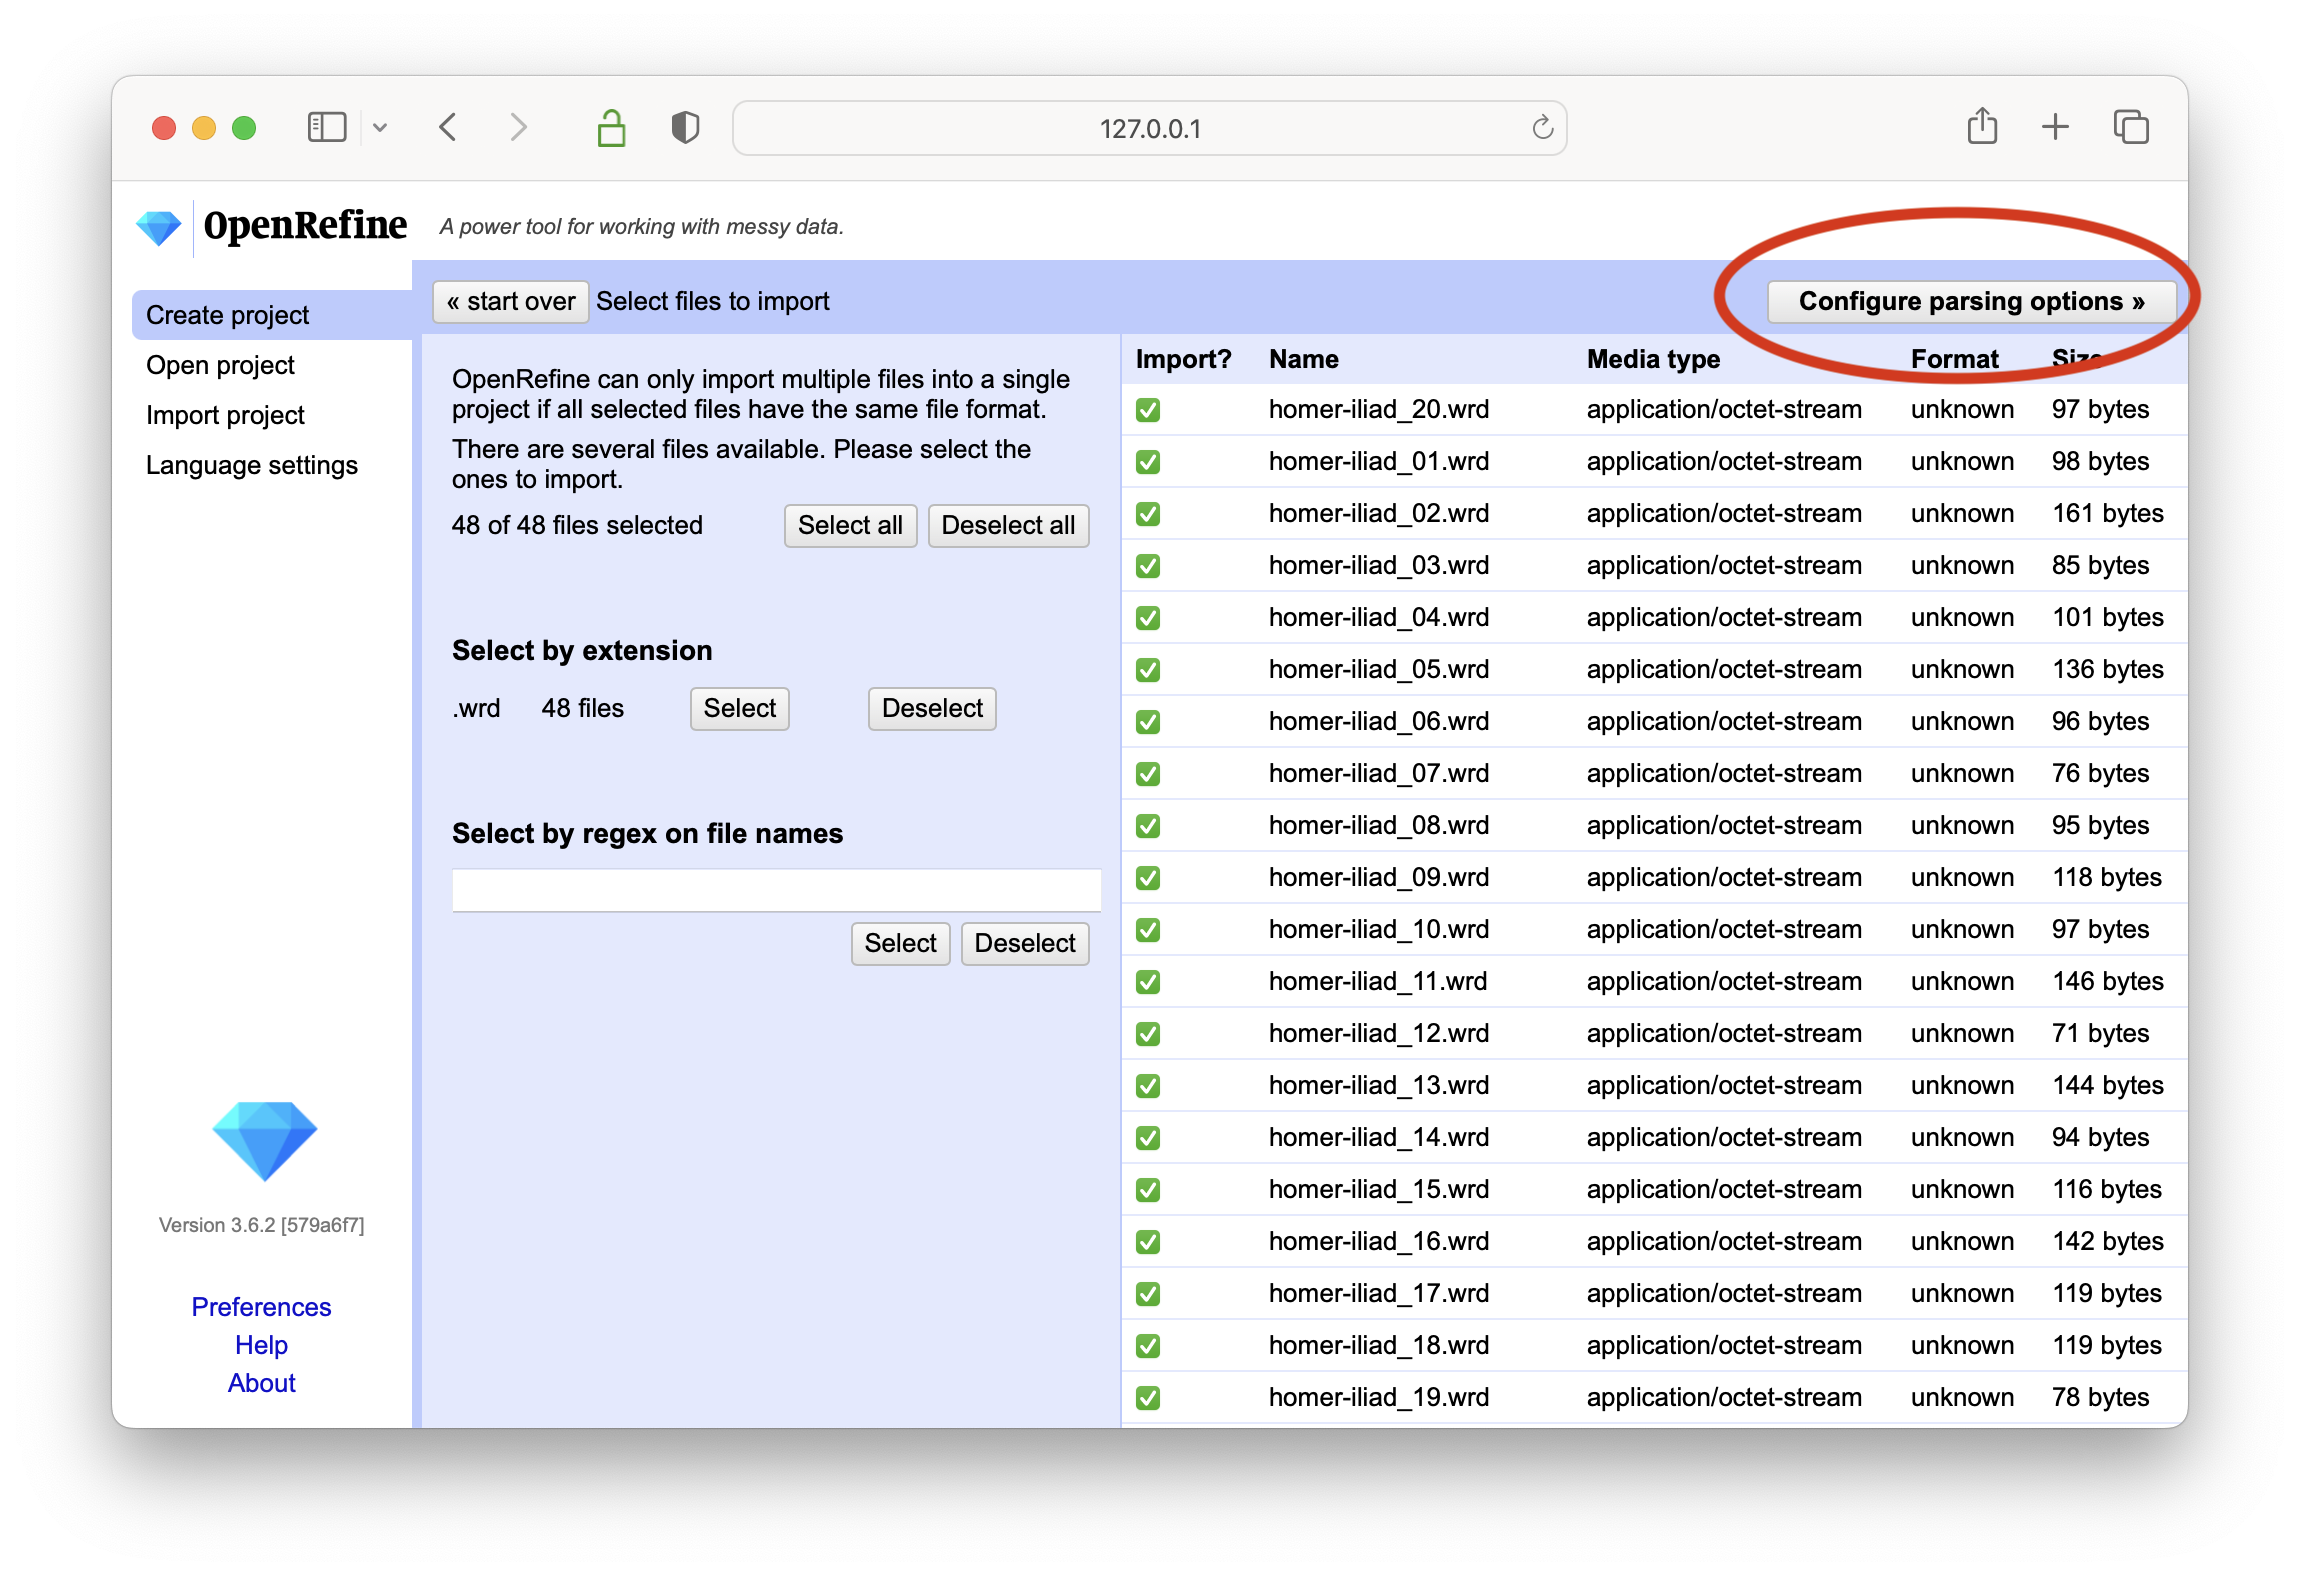 127.0.0.1
OpenRefine A power tool for working with messy data.
Create project
Open project
Import project
Language settings
« start over Select files to import Configure parsing options »
OpenRefine can only import multiple files into a single
project if all selected files have the same file format.
There are several files available. Please select the
ones to import.
48 of 48 files selected Select all Deselect all
Select by extension
.wrd 48 files Select Deselect
Select by regex on file names
Select Deselect
Import? Name Media type Format Size
homer-iliad_20.wrd application/octet-stream unknown 97 bytes
homer-iliad_01.wrd application/octet-stream unknown 98 bytes
homer-iliad_02.wrd application/octet-stream unknown 161 bytes
homer-iliad_03.wrd application/octet-stream unknown 85 bytes
homer-iliad_04.wrd application/octet-stream unknown 101 bytes
homer-iliad_05.wrd application/octet-stream unknown 136 bytes
homer-iliad_06.wrd application/octet-stream unknown 96 bytes
homer-iliad_07.wrd application/octet-stream unknown 76 bytes
homer-iliad_08.wrd application/octet-stream unknown 95 bytes
homer-iliad_09.wrd application/octet-stream unknown 118 bytes
homer-iliad_10.wrd application/octet-stream unknown 97 bytes
homer-iliad_11.wrd application/octet-stream unknown 146 bytes
homer-iliad_12.wrd application/octet-stream unknown 71 bytes
homer-iliad_13.wrd application/octet-stream unknown 144 bytes
homer-iliad_14.wrd application/octet-stream unknown 94 bytes
homer-iliad_15.wrd application/octet-stream unknown 116 bytes
homer-iliad_16.wrd application/octet-stream unknown 142 bytes
homer-iliad_17.wrd application/octet-stream unknown 119 bytes
homer-iliad_18.wrd application/octet-stream unknown 119 bytes
homer-iliad_19.wrd application/octet-stream unknown 78 bytes
Version 3.6.2 [579a6f7]
Preferences
Help
About